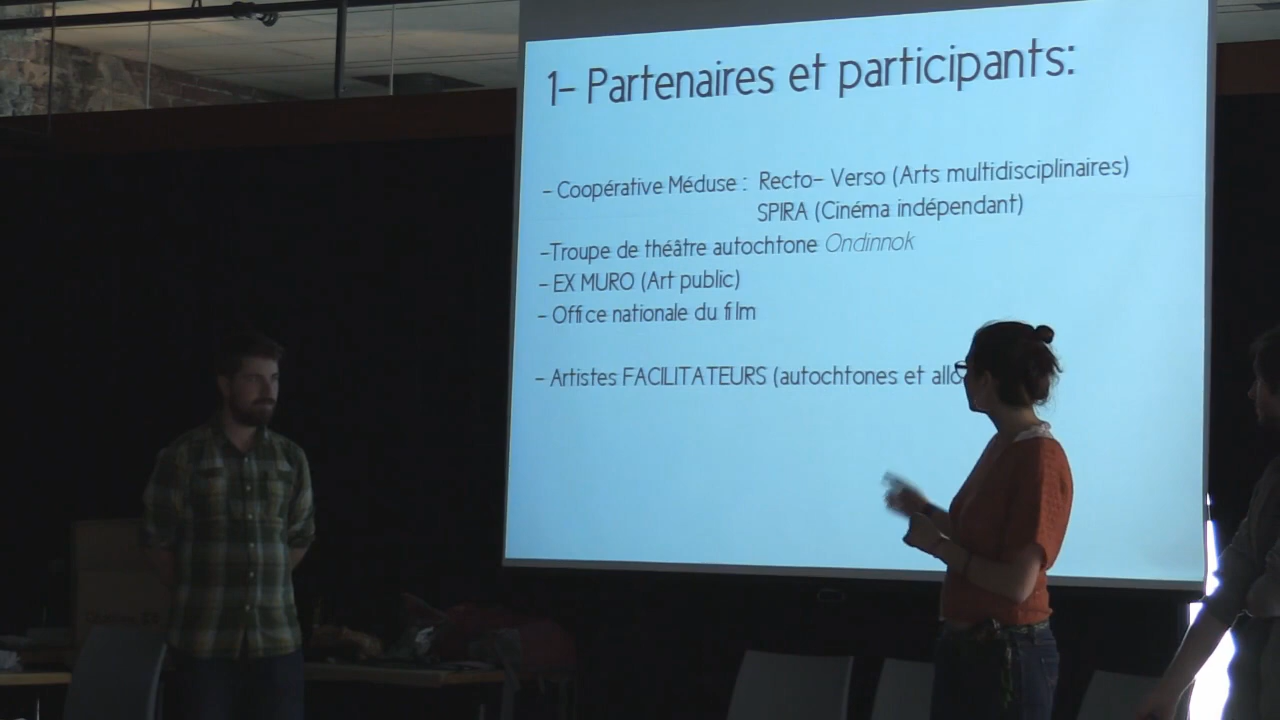 1- Partenaires et participants:
- Coopérative Méduse : Recto- Verso (Arts multidisciplinaires)
SPIRA (Cinéma indépendant)
-Troupe de théâtre autochtone Ondinnok
- EX MURO (Art public)
- Office nationale du film
- Artistes FACILITATEURS (autochtones et